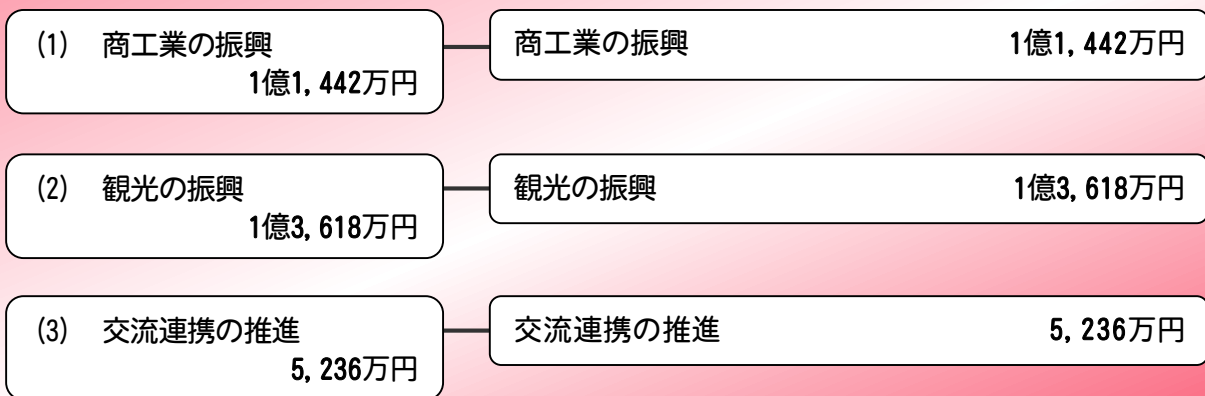 (1) 商工業の振興
1億1,442万円
商工業の振興 1億1,442万円
(2) 観光の振興
1億3,618万円
観光の振興 1億3,618万円
(3) 交流連携の推進
5,236万円
交流連携の推進 5,236万円